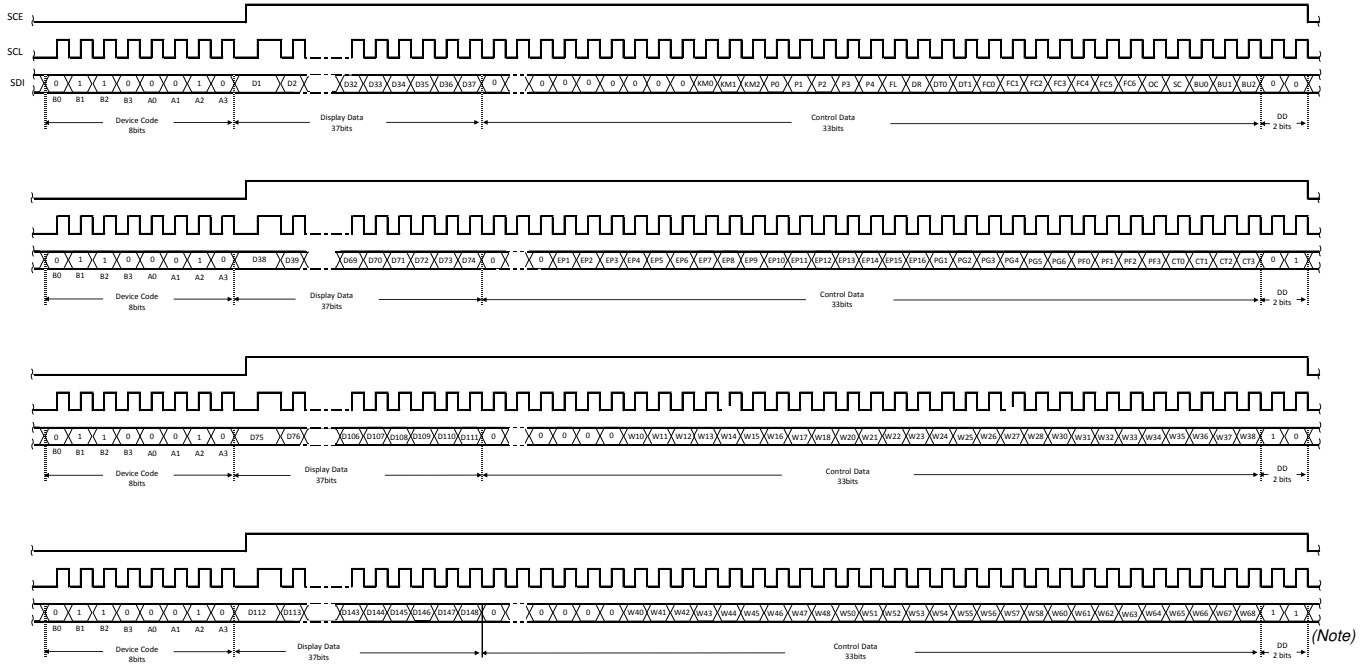 SCE
SCL
SDI 0 1 1 0 0 0 1 0 D1 D2 D32 D33 D34 D35 D36 D37 0 0 0 0 0 0 0 0 KM0 KM1 KM2 P0 P1 P2 P3 P4 FL DR DT0 DT1 FC0 FC1 FC2 FC3 FC4 FC5 FC6 OC SC BU0 BU1 BU2 0 0
B0 B1 B2 B3 A0 A1 A2 A3
Device Code
8bits
Display Data
37bits
Control Data
33bits
DD
2 bits
0 1 1 0 0 0 1 0 D38 D39 D69 D70 D71 D72 D73 D74 0 0 EP1 EP2 EP3 EP4 EP5 EP6 EP7 EP8 EP9 EP10 EP11 EP12 EP13 EP14 EP15 EP16 PG1 PG2 PG3 PG4 PG5 PG6 PF0 PF1 PF2 PF3 CT0 CT1 CT2 CT3 0 1
B0 B1 B2 B3 A0 A1 A2 A3
Device Code
8bits
Display Data
37bits
Control Data
33bits
DD
2 bits
0 1 1 0 0 0 1 0 D75 D76 D106 D107 D108 D109 D110 D111 0 0 0 0 0 W10 W11 W12 W13 W14 W15 W16 W17 W18 W20 W21 W22 W23 W24 W25 W26 W27 W28 W30 W31 W32 W33 W34 W35 W36 W37 W38 1 0
B0 B1 B2 B3 A0 A1 A2 A3
Device Code
8bits
Display Data
37bits
Control Data
33bits
DD
2 bits
0 1 1 0 0 0 1 0 D112 D113 D143 D144 D145 D146 D147 D148 0 0 0 0 0 W40 W41 W42 W43 W44 W45 W46 W47 W48 W50 W51 W52 W53 W54 W55 W56 W57 W58 W60 W61 W62 W63 W64 W65 W66 W67 W68 1 1
(Note)
B0 B1 B2 B3 A0 A1 A2 A3
Device Code
8bits
Display Data
37bits
Control Data
33bits
DD
2 bits